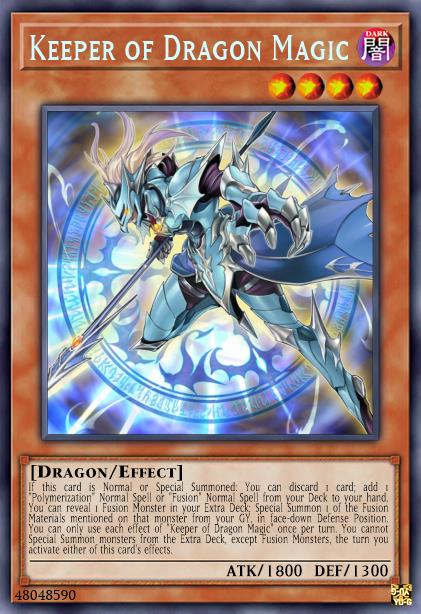 KEEPER OF DRAGON MAGIC
DARK
闇
[DRAGON/EFFECT]
If this card is Normal or Special Summoned: You can discard 1 card; add 1
"Polymerization" Normal Spell or "Fusion" Normal Spell from your Deck to your hand.
You can reveal 1 Fusion Monster in your Extra Deck; Special Summon 1 of the Fusion
Materials mentioned on that monster from your GY, in face-down Defense Position.
You can only use each effect of "Keeper of Dragon Magic" once per turn. You cannot
Special Summon monsters from the Extra Deck, except Fusion Monsters, the turn you
activate either of this card's effects.
ATK/1800 DEF/1300
48048590